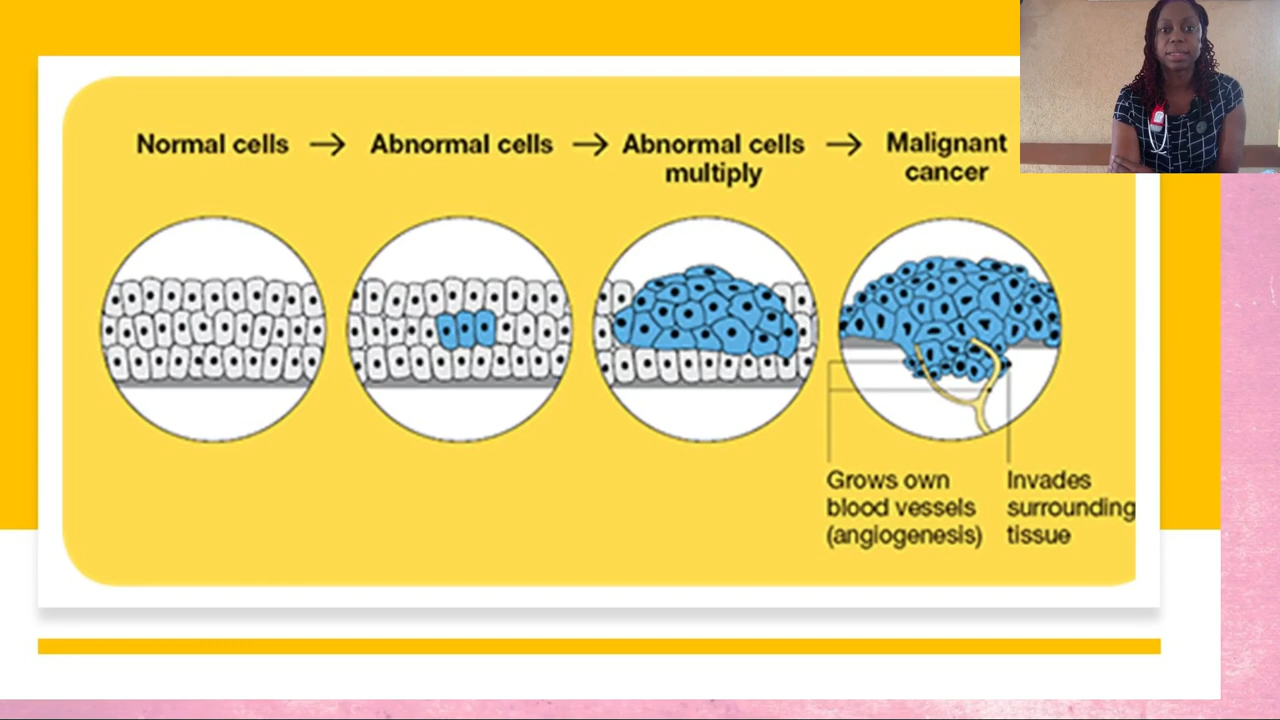 Normal cells → Abnormal cells → Abnormal cells multiply → Malignant cancer
Grows own
blood vessels
(angiogenesis)
Invades
surrounding
tissue